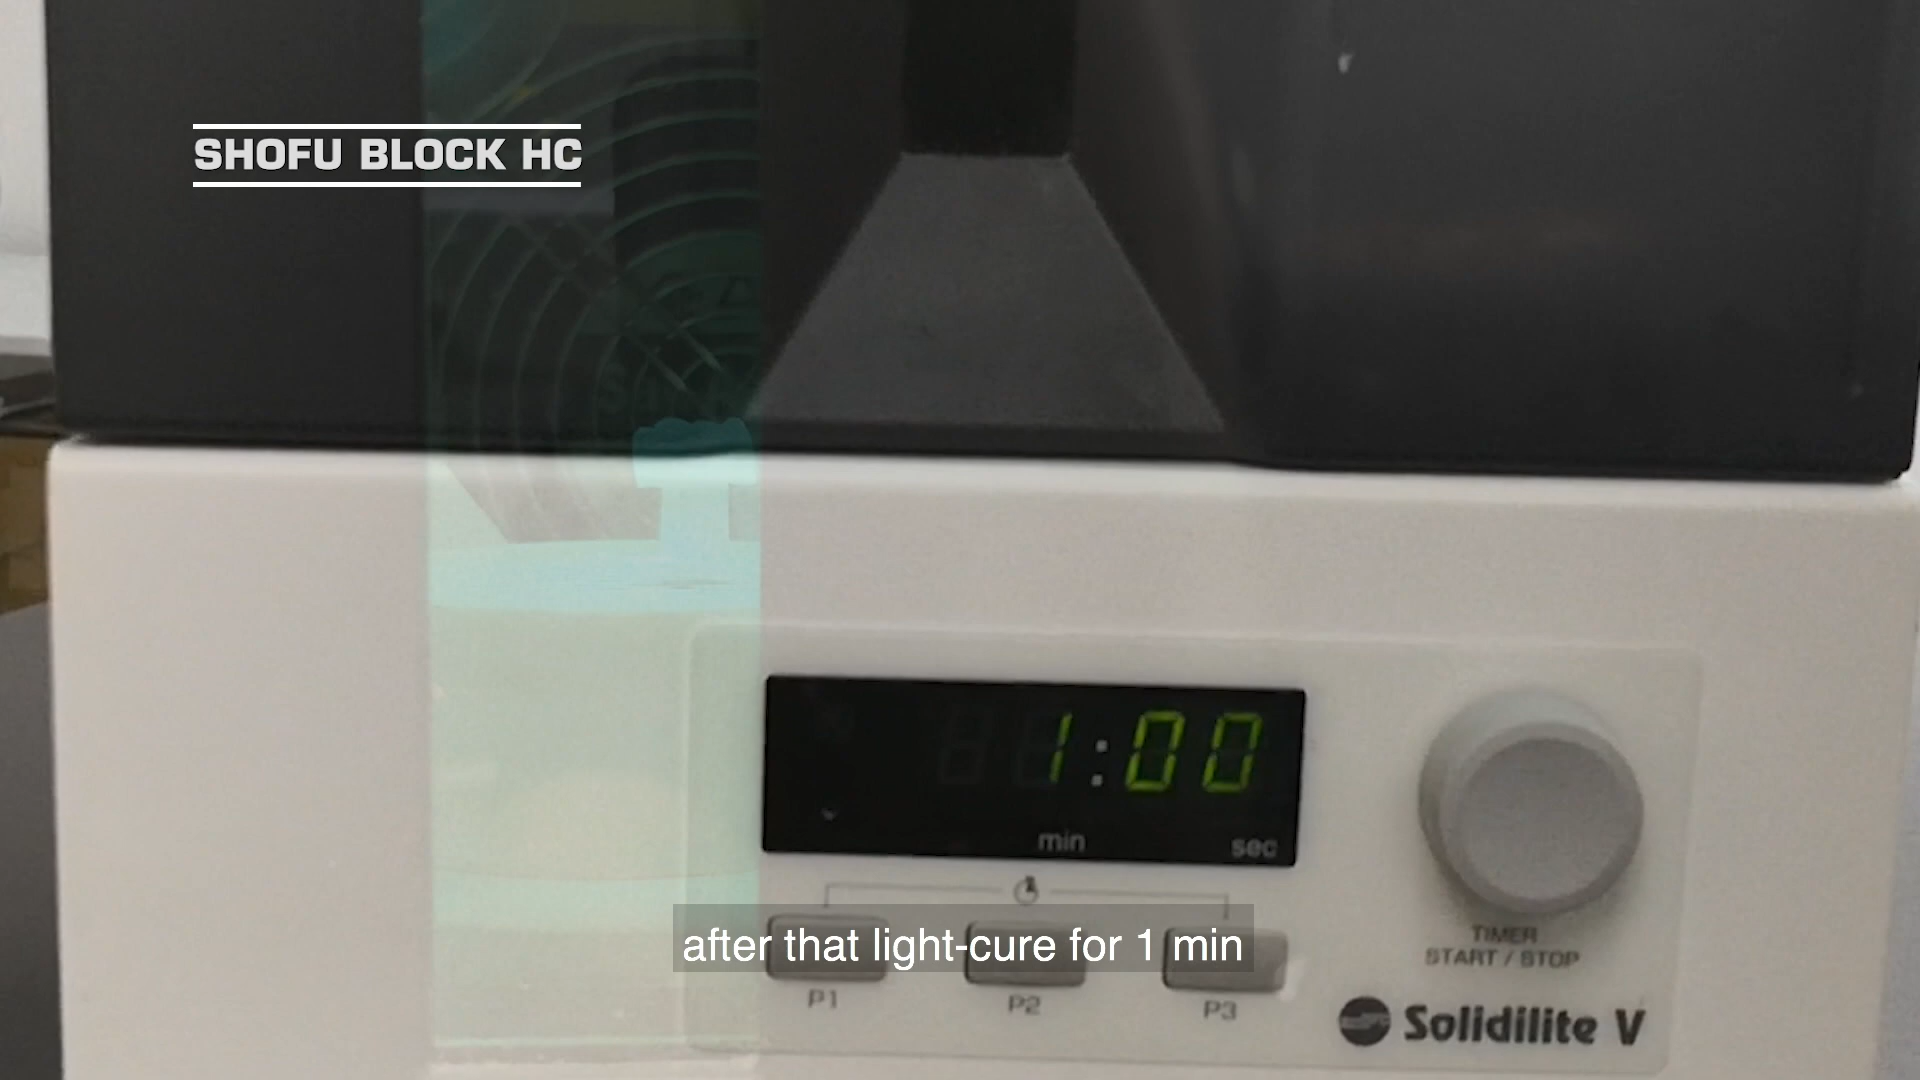 SHOFU BLOCK HC
1:00
min sec
after that light-cure for 1 min
P1 P2 P3
TIMER
START / STOP
Solidilite V